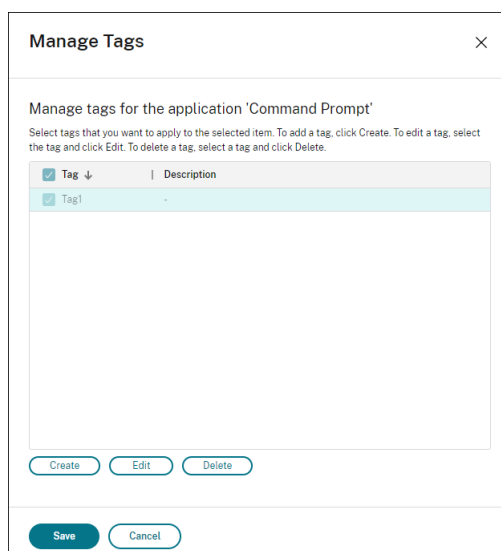 Manage Tags
Manage tags for the application 'Command Prompt'
Select tags that you want to apply to the selected item. To add a tag, click Create. To edit a tag, select
the tag and click Edit. To delete a tag, select a tag and click Delete.
Tag ↓ | Description
Tag1 -
Create Edit Delete
Save Cancel